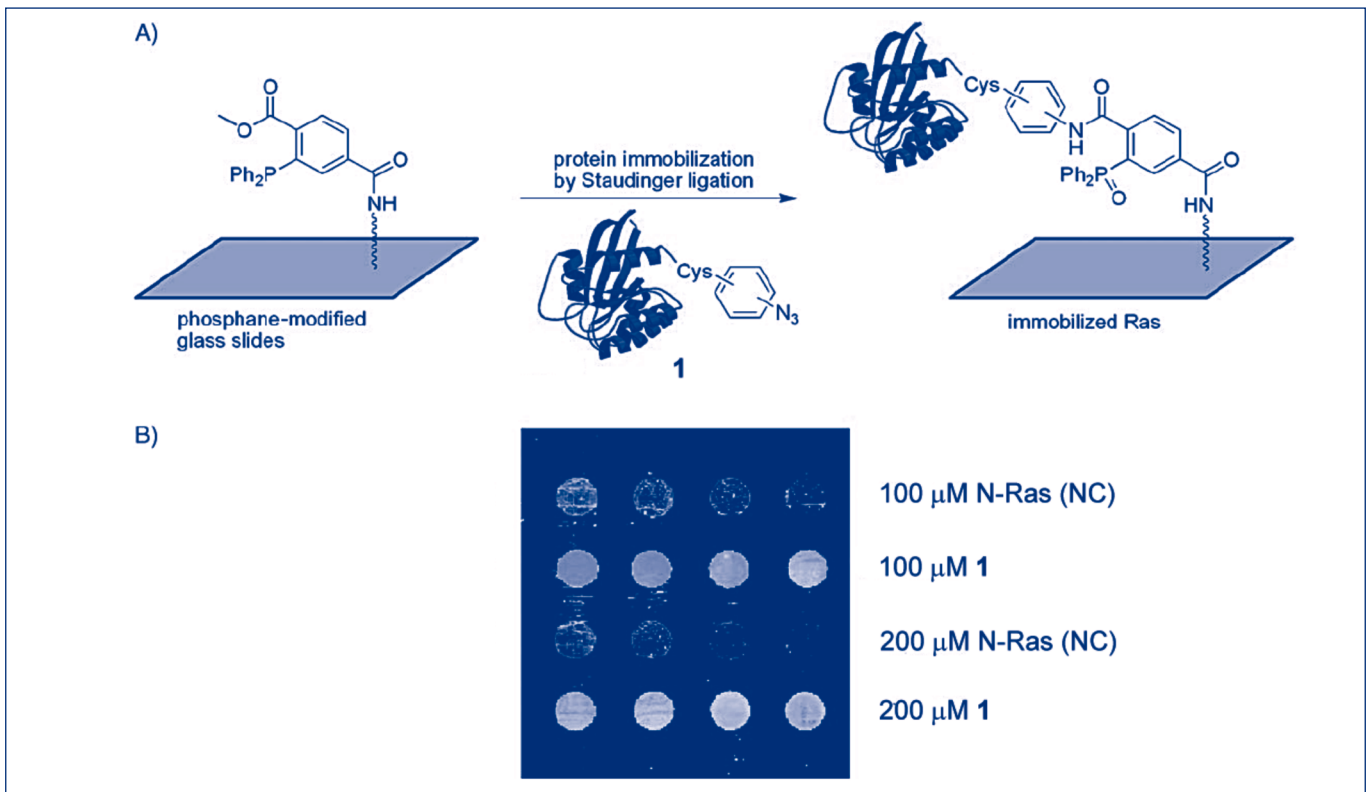 A)
O
O
Ph2P
O
NH
phosphane-modified
glass slides
protein immobilization
by Staudinger ligation
Cys
N3
1
Cys
O
N
H
Ph2P
O
O
HN
immobilized Ras
B)
100 µM N-Ras (NC)
100 µM 1
200 µM N-Ras (NC)
200 µM 1